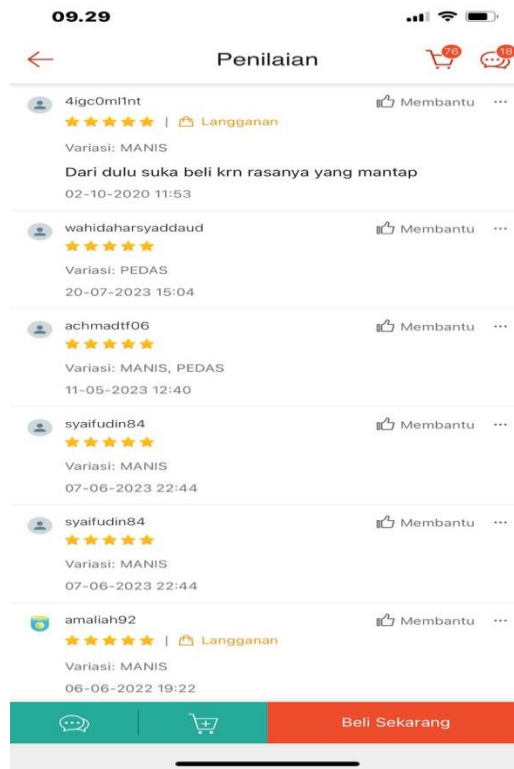 09.29
Penilaian
76
18
4igc0ml1nt
Membantu
Langganan
Variasi: MANIS
Dari dulu suka beli krn rasanya yang mantap
02-10-2020 11:53
wahidaharsyaddaud
Membantu
Variasi: PEDAS
20-07-2023 15:04
achmadtf06
Membantu
Variasi: MANIS, PEDAS
11-05-2023 12:40
syaifudin84
Membantu
Variasi: MANIS
07-06-2023 22:44
syaifudin84
Membantu
Variasi: MANIS
07-06-2023 22:44
amaliah92
Membantu
Langganan
Variasi: MANIS
06-06-2022 19:22
Beli Sekarang